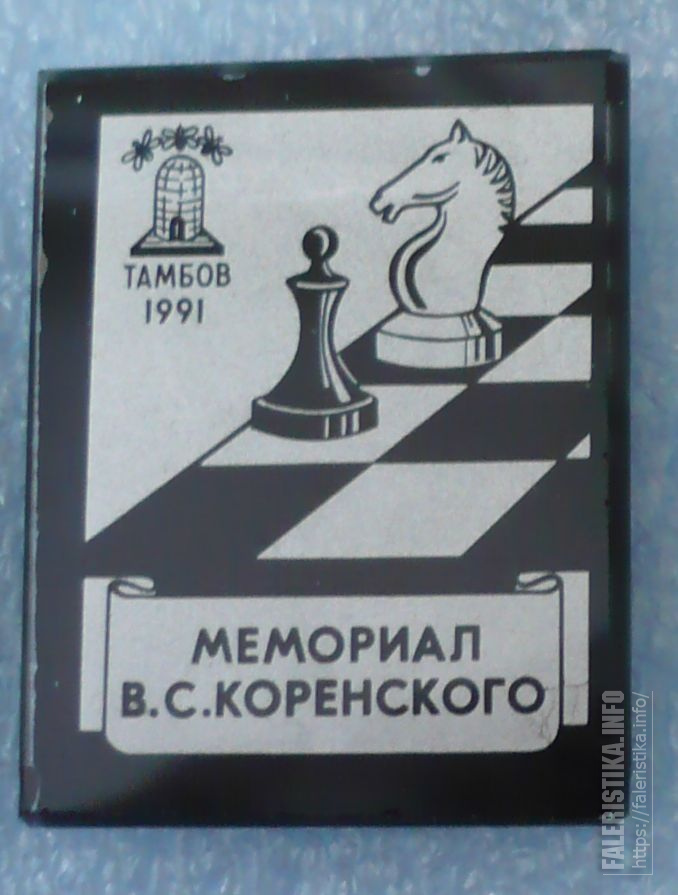 ТАМБОВ
1991
МЕМОРИАЛ
В.С.КОРЕНСКОГО
FALERISTIKA.INFO
https://faleristika.info/